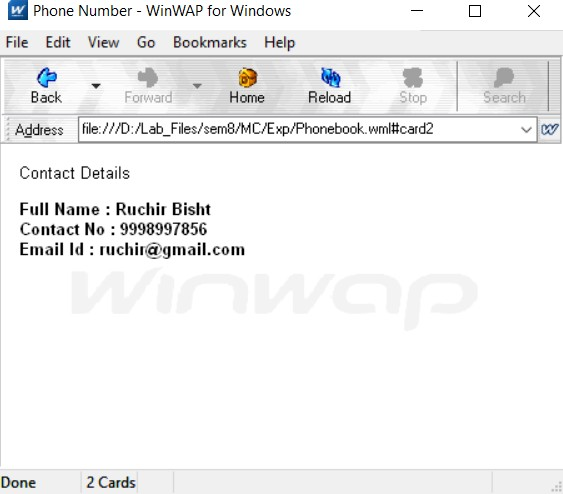 Phone Number - WinWAP for Windows
File Edit View Go Bookmarks Help
Back Forward Home Reload Stop Search
Address file:///D:/Lab_Files/sem8/MC/Exp/Phonebook.wml#card2
Contact Details
Full Name : Ruchir Bisht
Contact No : 9998997856
Email Id : ruchir@gmail.com
Winwap
Done 2 Cards